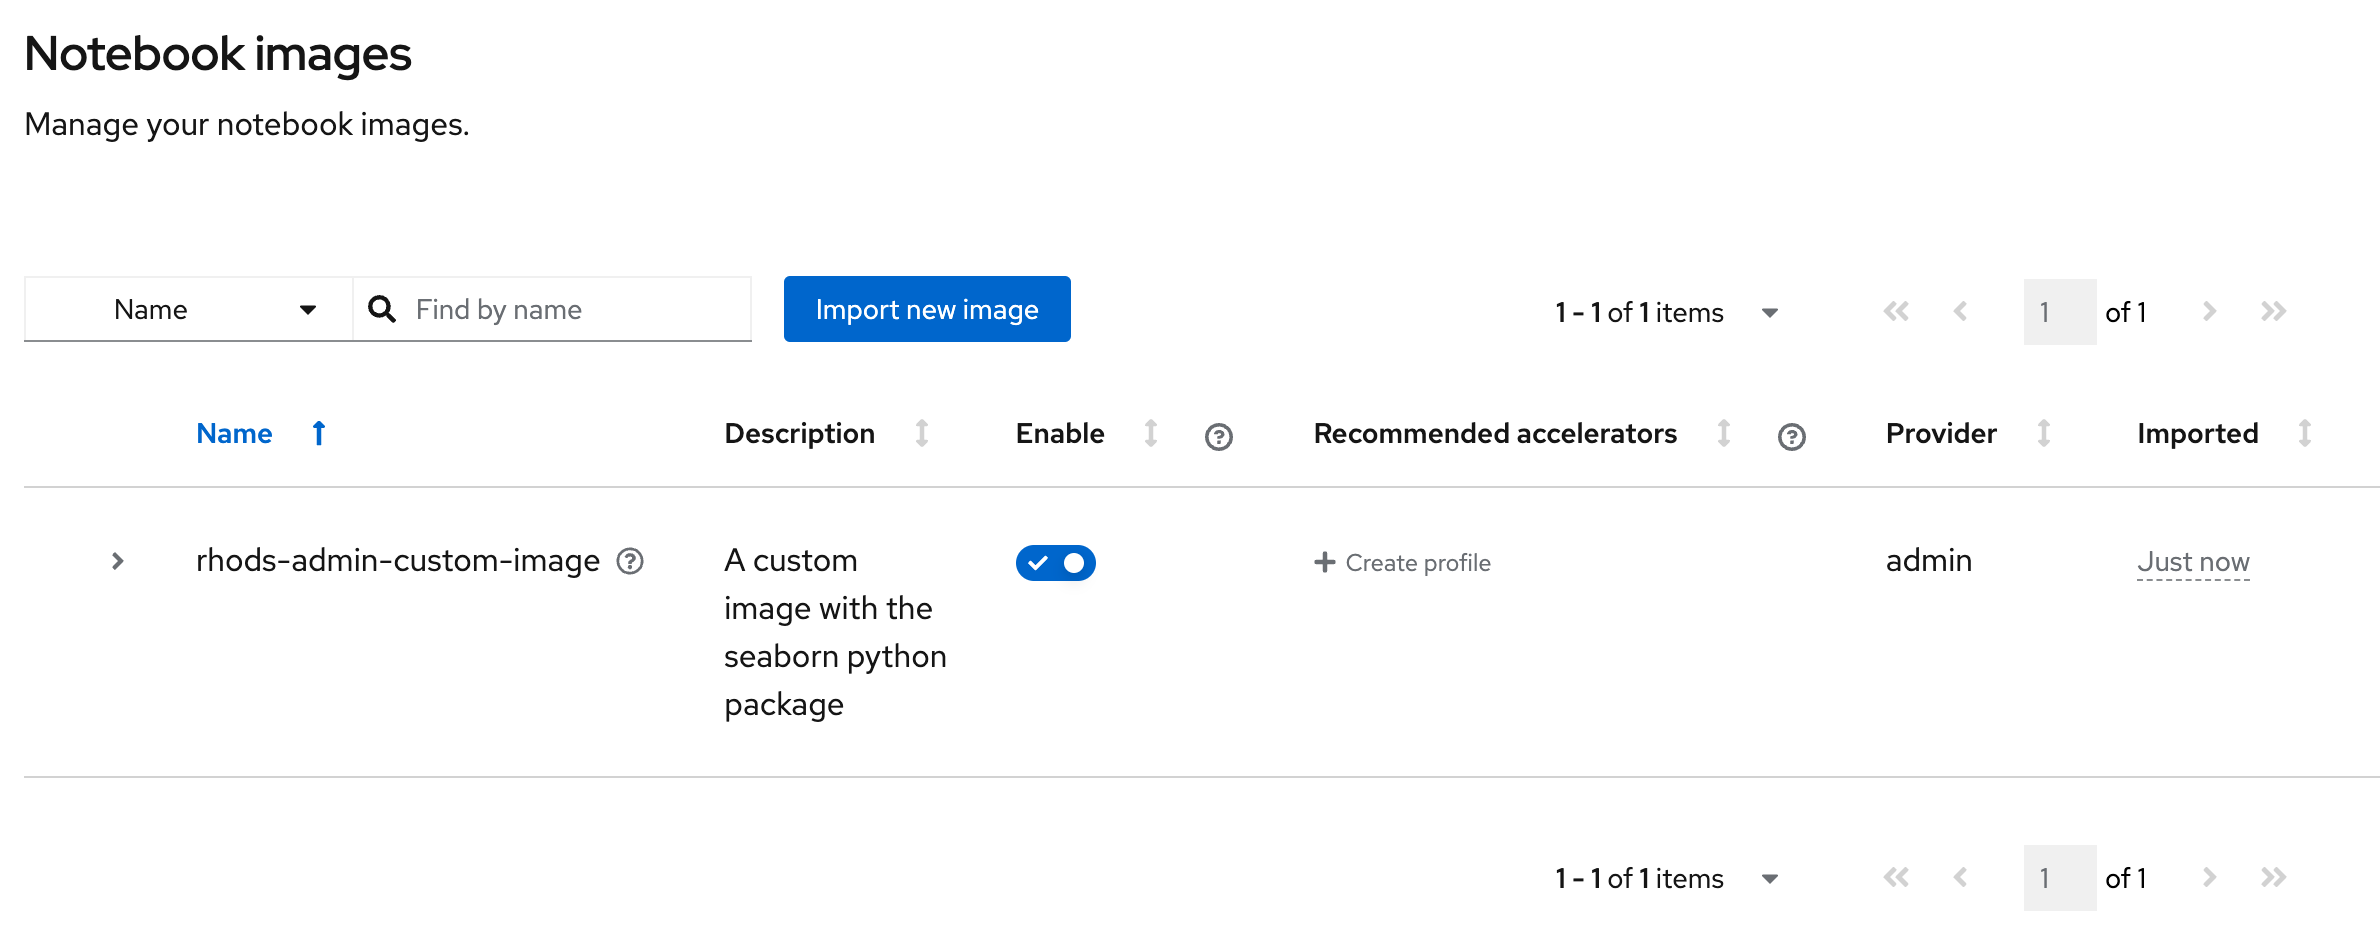 Notebook images
Manage your notebook images.
Name Find by name Import new image 1 - 1 of 1 items 1 of 1
Name Description Enable Recommended accelerators Provider Imported
rhods-admin-custom-image A custom Create profile admin Just now
image with the
seaborn python
package
1 - 1 of 1 items 1 of 1